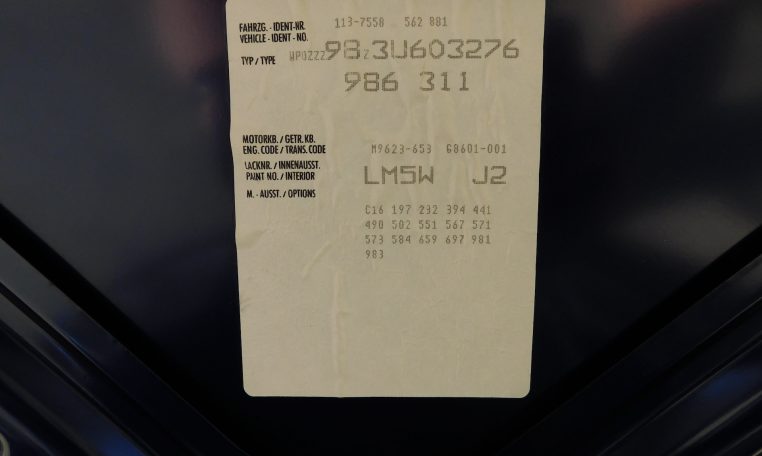 113-7558 562 881
FAHRZG.-IDENT-NR.
VEHICLE-IDENT-NO.
WP0ZZZ98Z3U603276
TYP / TYPE
986 311
MOTORKB. / GETR. KB.
ENG. CODE / TRANS. CODE
M9623-653 G8601-001
LACKNR. / INNENAUSST.
PAINT NO. / INTERIOR
LM5W J2
M.- AUSST. / OPTIONS
C16 197 232 394 441
490 502 551 567 571
573 584 659 697 981
983